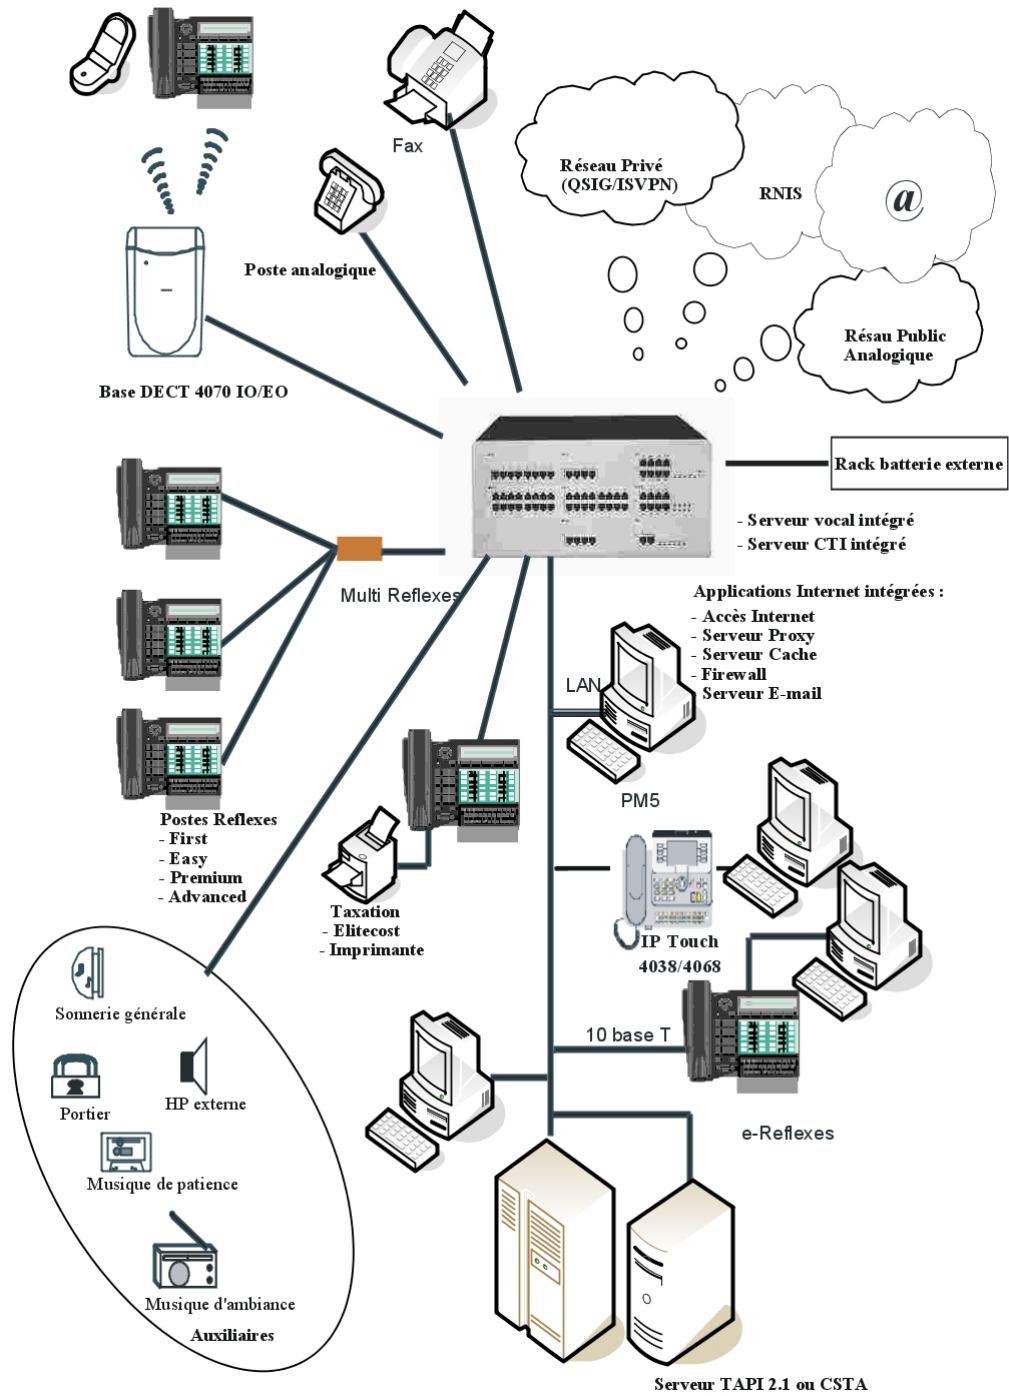 Fax
Réseau Privé
(QSIG/ISVPN)
RNIS
@
Poste analogique
Résau Public
Analogique
Base DECT 4070 IO/EO
Rack batterie externe
- Serveur vocal intégré
- Serveur CTI intégré
Multi Reflexes
Applications Internet intégrées :
- Accès Internet
- Serveur Proxy
- Serveur Cache
- Firewall
- Serveur E-mail
LAN
PM5
Postes Reflexes
- First
- Easy
- Premium
- Advanced
Taxation
- Elitecost
- Imprimante
IP Touch
4038/4068
Sonnerie générale
10 base T
Portier
HP externe
e-Reflexes
Musique de patience
Musique d'ambiance
Auxiliaires
Serveur TAPI 2.1 ou CSTA